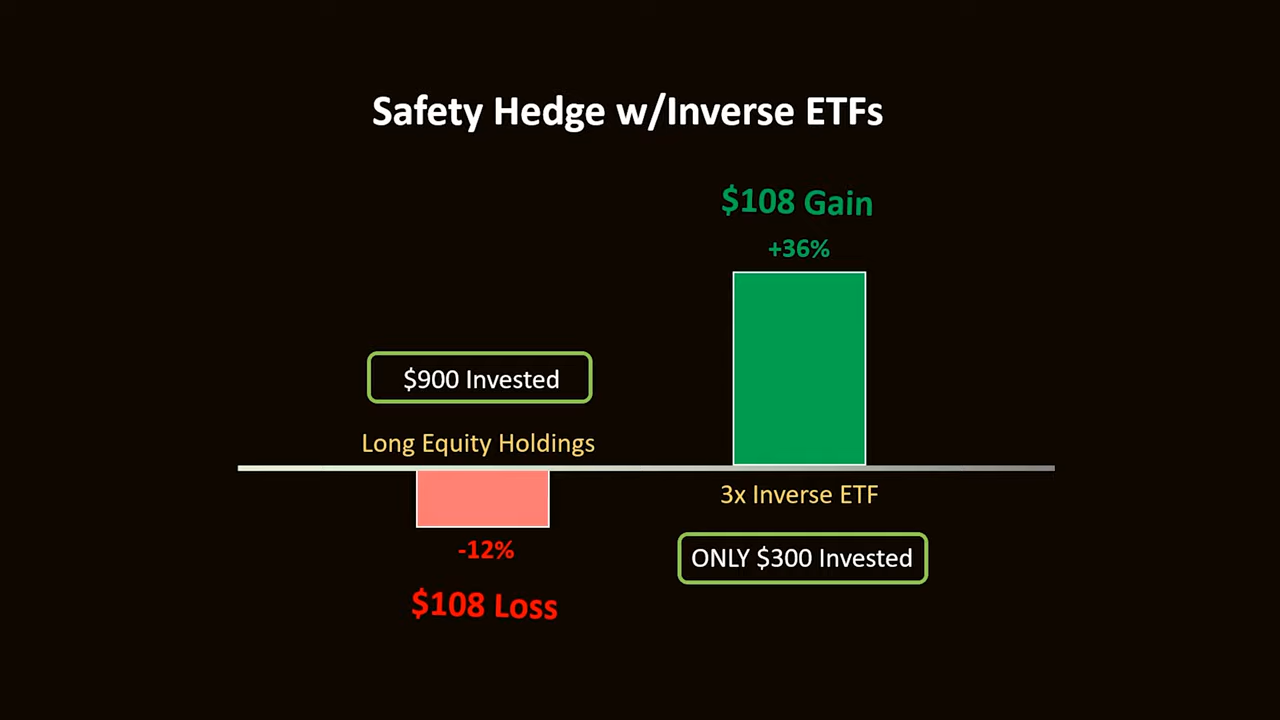 Safety Hedge w/Inverse ETFs
$108 Gain
+36%
$900 Invested
Long Equity Holdings
3x Inverse ETF
-12%
ONLY $300 Invested
$108 Loss